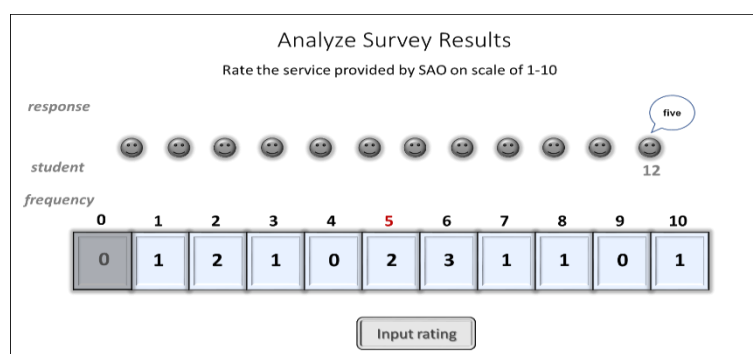 Analyze Survey Results
Rate the service provided by SAO on scale of 1-10
response
five
student
12
frequency
0 1 2 3 4 5 6 7 8 9 10
0 1 2 1 0 2 3 1 1 0 1
Input rating